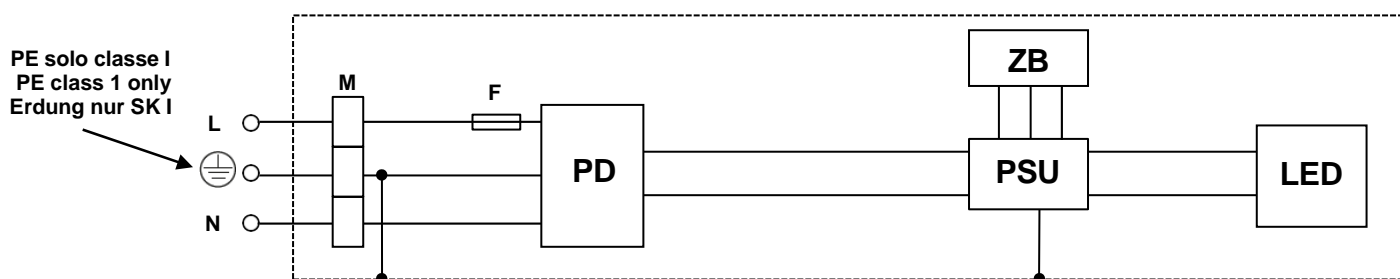 PE solo classe I
PE class 1 only
Erdung nur SK I
M
F
ZB
L
PD
PSU
LED
N